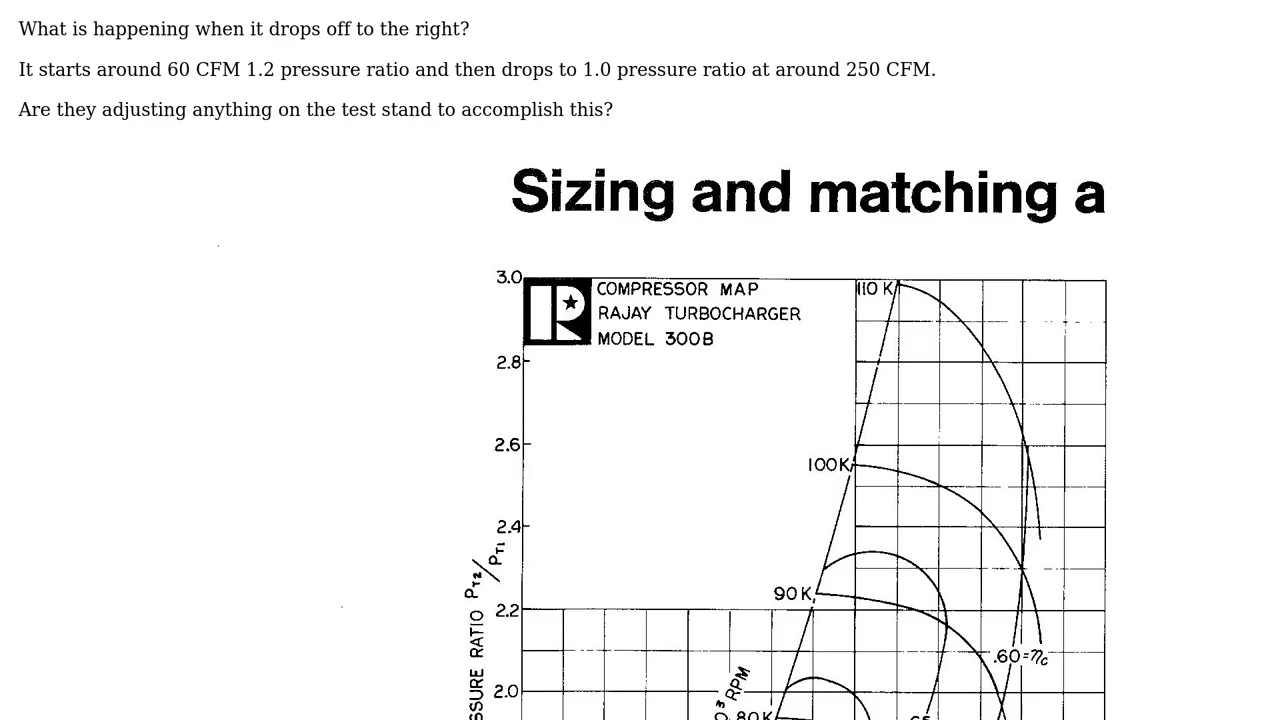 What is happening when it drops off to the right?
It starts around 60 CFM 1.2 pressure ratio and then drops to 1.0 pressure ratio at around 250 CFM.
Are they adjusting anything on the test stand to accomplish this?
Sizing and matching a
3.0
COMPRESSOR MAP
110 K
RAJAY TURBOCHARGER
MODEL 300B
2.8
2.6
100K
2.4
90K
2.2
.60=ηc
2.0
80K
SSURE RATIO PT2/PT1
³RPM